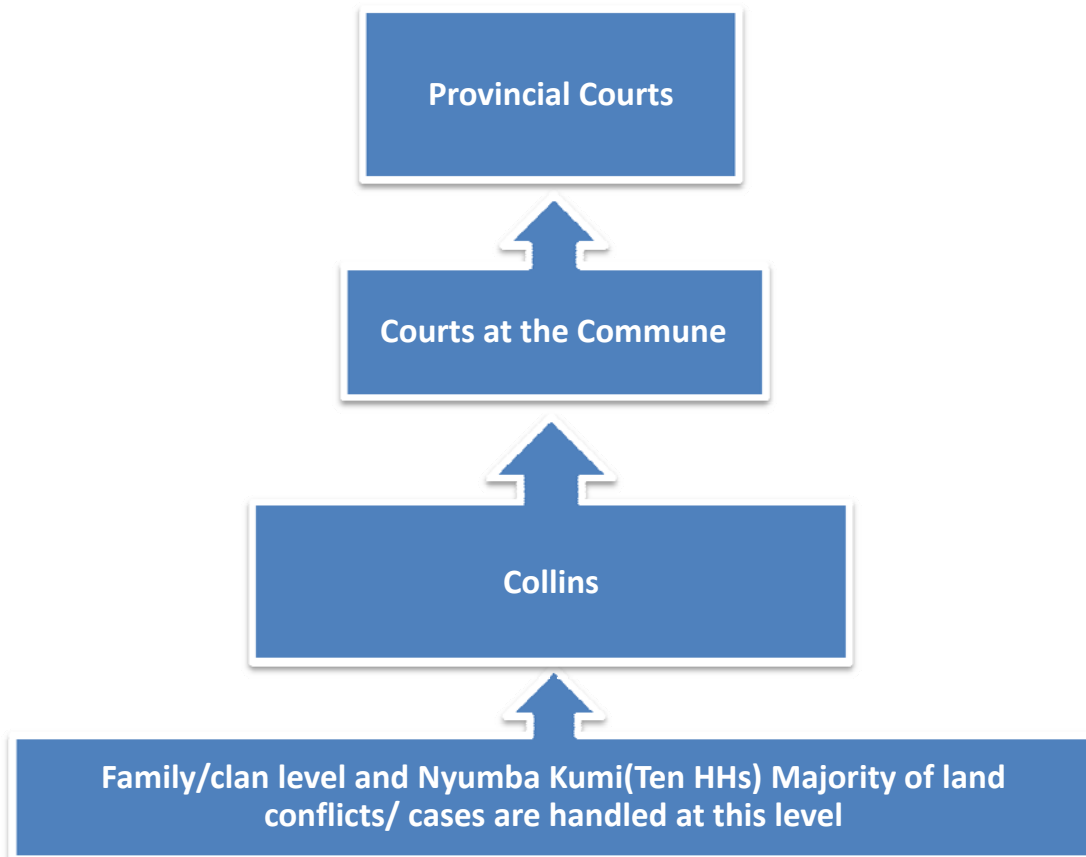 Provincial Courts
Courts at the Commune
Collins
Family/clan level and Nyumba Kumi(Ten HHs) Majority of land
conflicts/ cases are handled at this level